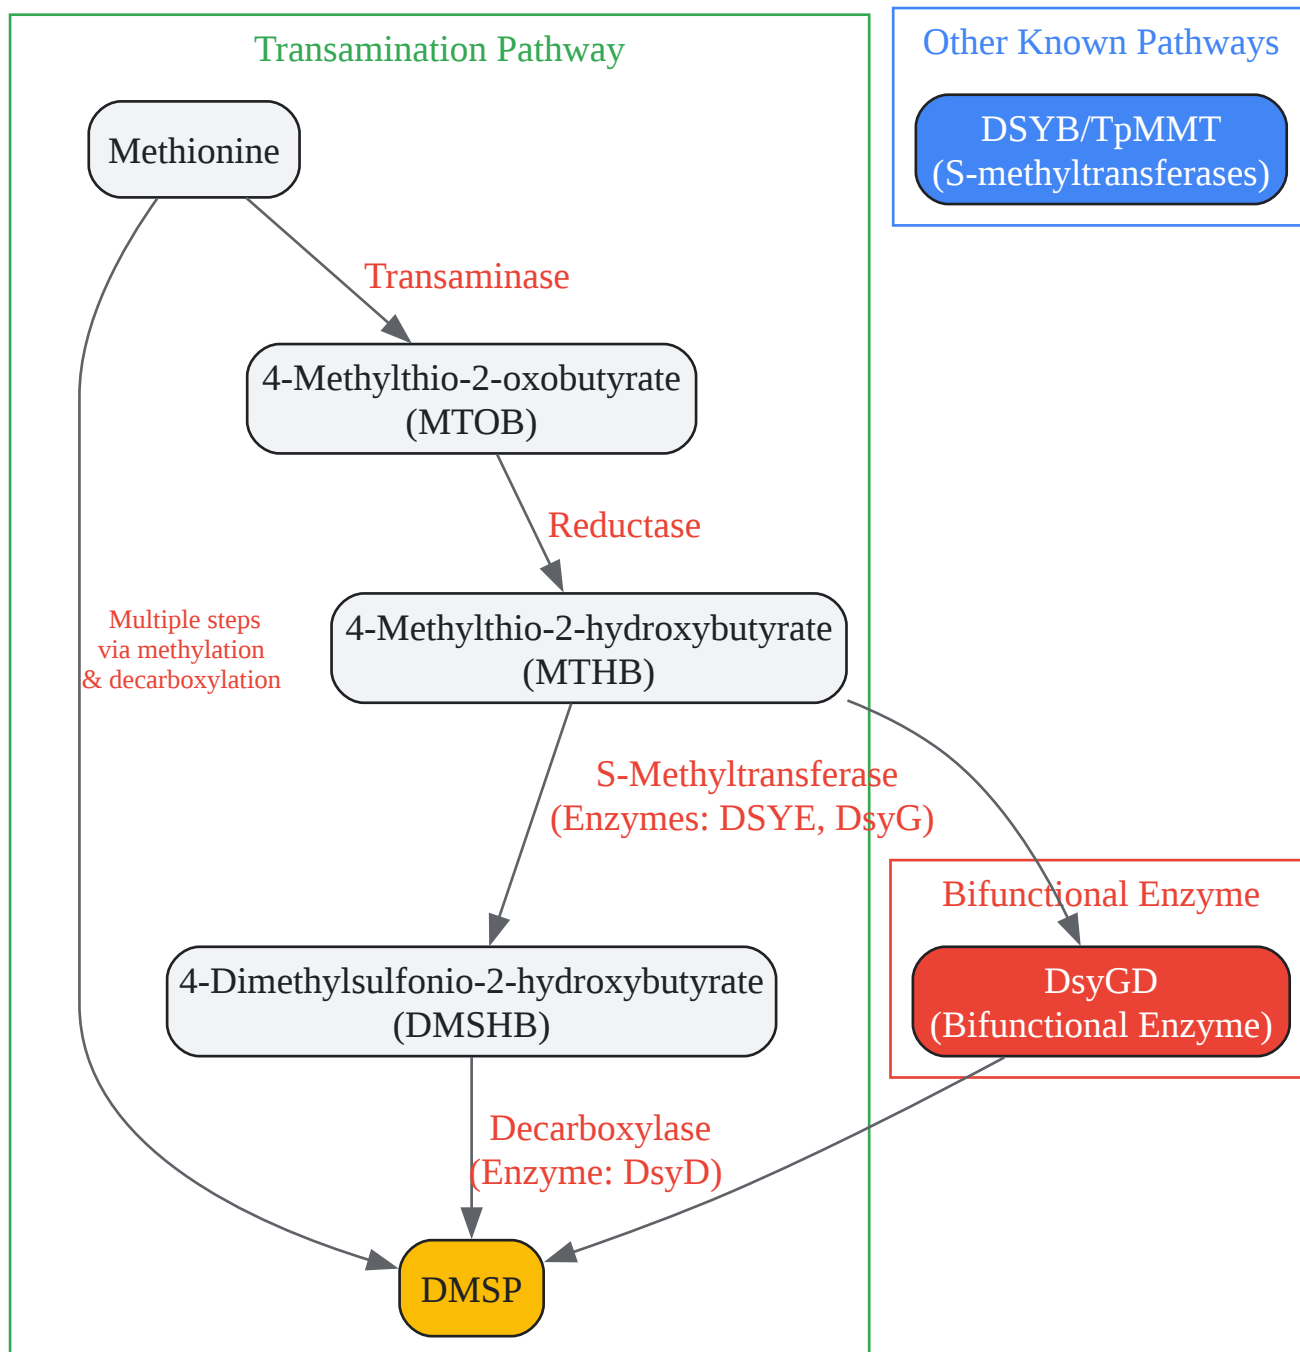 Transamination Pathway
Other Known Pathways
DSYB/TpMMT
(S-methyltransferases)
Methionine
Transaminase
4-Methylthio-2-oxobutyrate
(MTOB)
Reductase
Multiple steps
via methylation
& decarboxylation
4-Methylthio-2-hydroxybutyrate
(MTHB)
S-Methyltransferase
(Enzymes: DSYE, DsyG)
Bifunctional Enzyme
4-Dimethylsulfonio-2-hydroxybutyrate
(DMSHB)
DsyGD
(Bifunctional Enzyme)
Decarboxylase
(Enzyme: DsyD)
DMSP